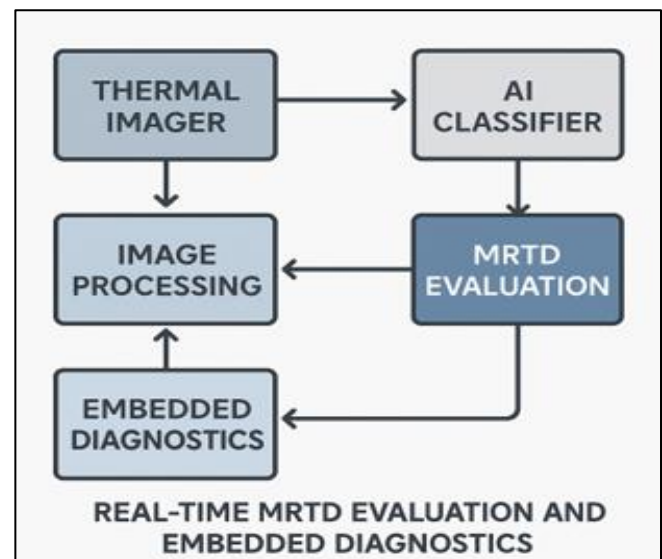 THERMAL
IMAGER
AI
CLASSIFIER
IMAGE
PROCESSING
MRTD
EVALUATION
EMBEDDED
DIAGNOSTICS
REAL-TIME MRTD EVALUATION AND
EMBEDDED DIAGNOSTICS